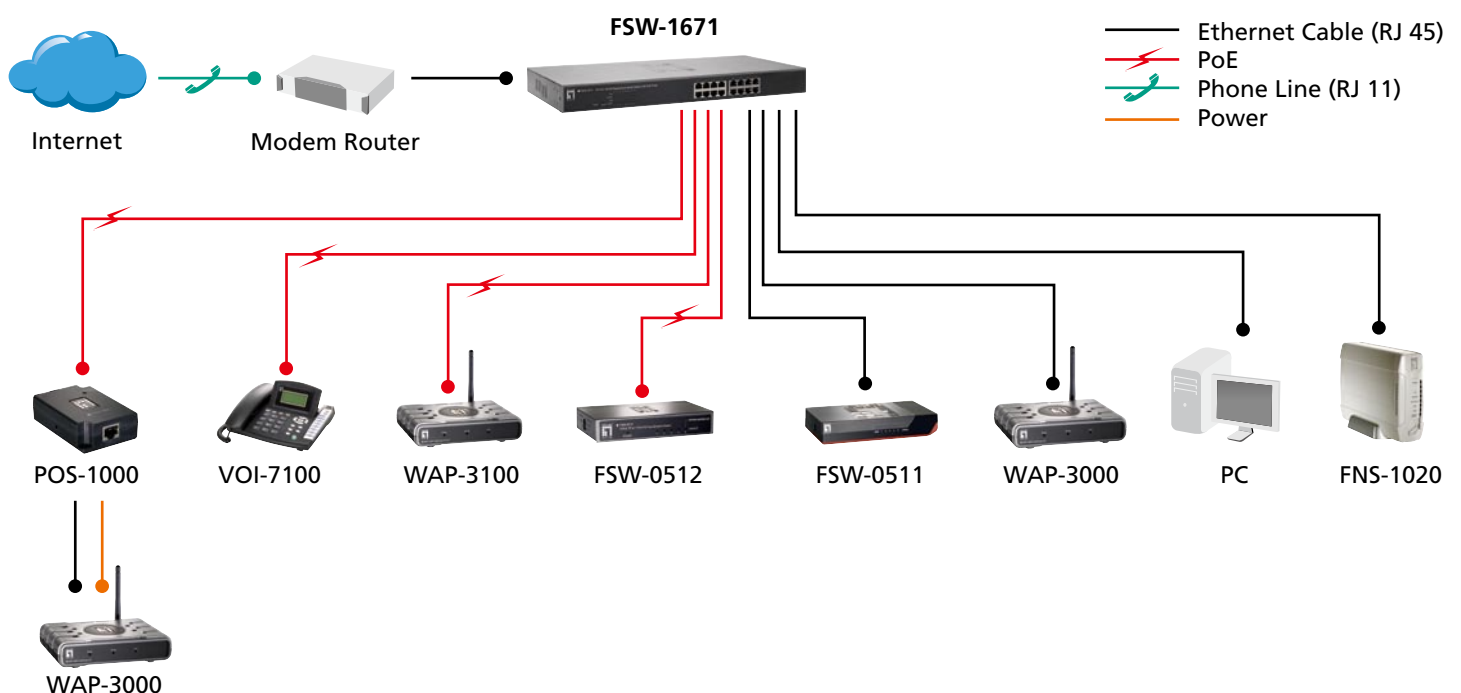 FSW-1671
Ethernet Cable (RJ 45)
PoE
Phone Line (RJ 11)
Power
Internet
Modem Router
POS-1000
VOI-7100
WAP-3100
FSW-0512
FSW-0511
WAP-3000
PC
FNS-1020
WAP-3000